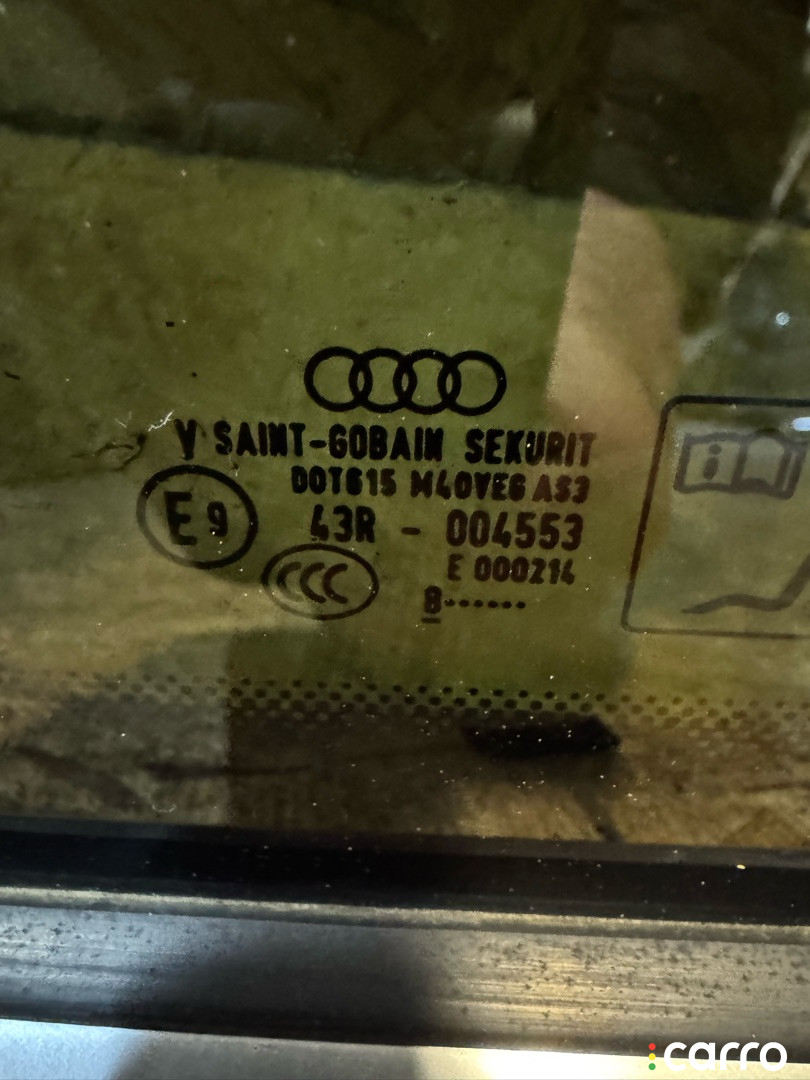 V SAINT-GOBAIN SEKURIT
DOT615 M40VE6 AS3
E9
43R - 004553
CCC
E 000214
8·······
i
carro